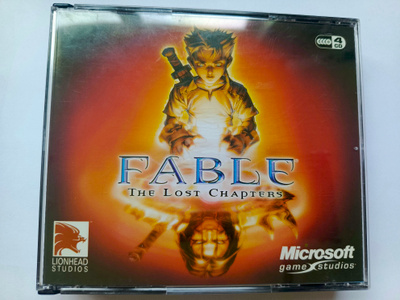 4
CD
FABLE
THE LOST CHAPTERS
LIONHEAD
STUDIOS
Microsoft
game studios